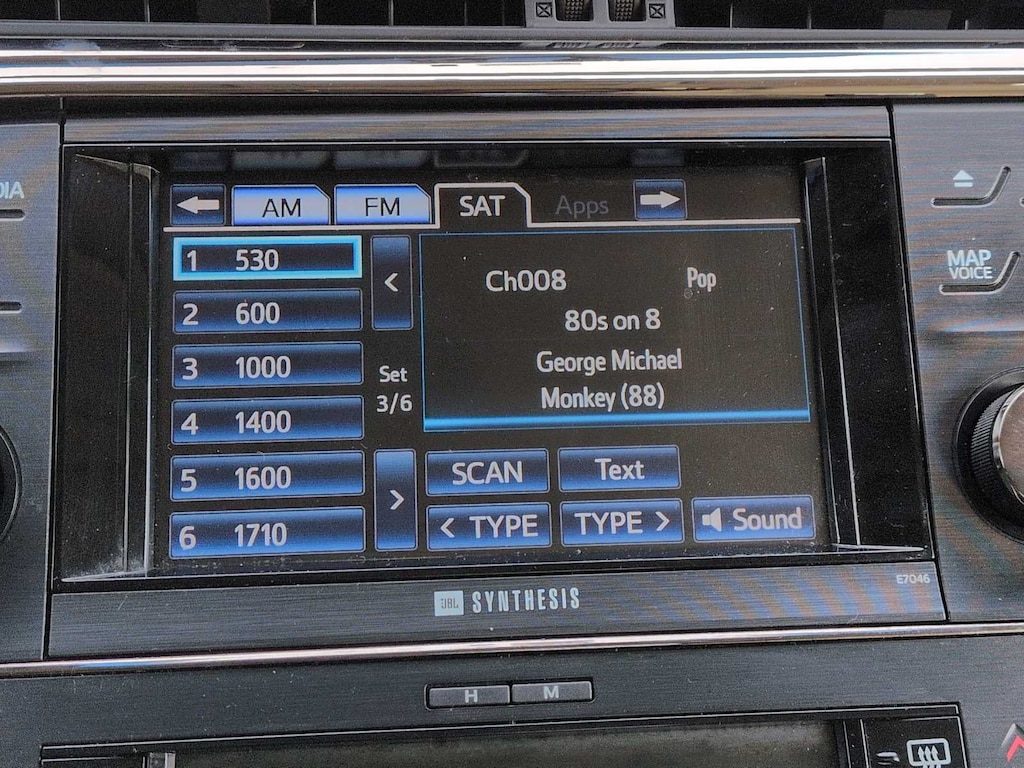 DIA
AM FM SAT Apps
1 530
2 600
3 1000
4 1400
5 1600
6 1710
<
Set
3/6
>
Ch008 Pop
80s on 8
George Michael
Monkey (88)
SCAN Text
< TYPE TYPE > Sound
MAP
VOICE
E7046
JBL SYNTHESIS
H M